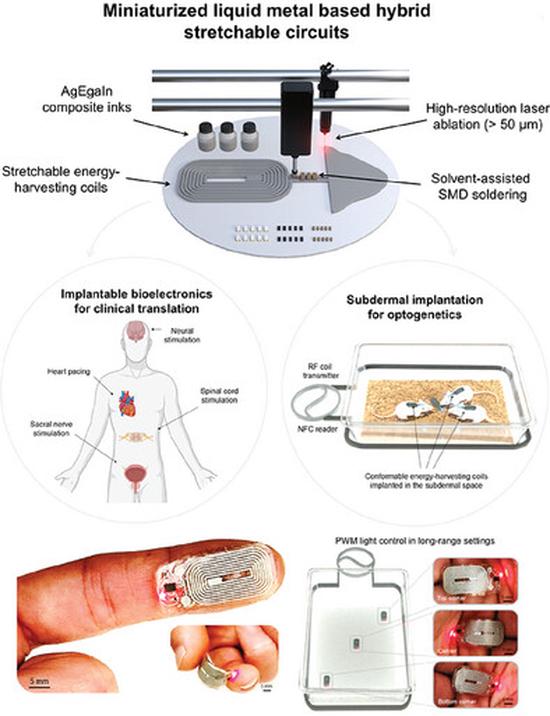 Miniaturized liquid metal based hybrid
stretchable circuits
AgEgaIn
composite inks
High-resolution laser
ablation (> 50 µm)
Stretchable energy-
harvesting coils
Solvent-assisted
SMD soldering
Implantable bioelectronics
for clinical translation
Neural
stimulation
Heart pacing
Spinal cord
stimulation
Sacral nerve
stimulation
Subdermal implantation
for optogenetics
RF coil
transmitter
NFC reader
Conformable energy-harvesting coils
implanted in the subdermal space
5 mm
PWM light control in long-range settings
Top corner
Center
Bottom corner